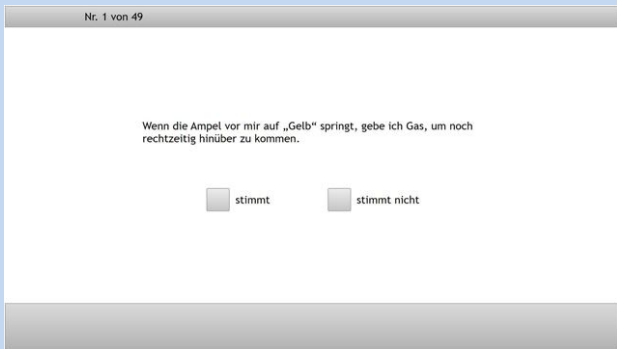 Nr. 1 von 49
Wenn die Ampel vor mir auf „Gelb“ springt, gebe ich Gas, um noch
rechtzeitig hinüber zu kommen.
stimmt
stimmt nicht